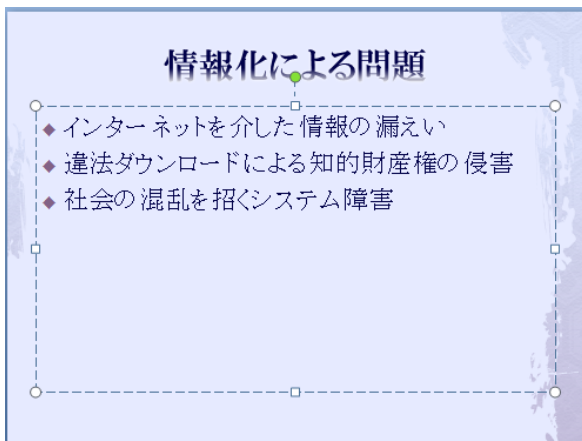 情報化による問題
インターネットを介した情報の漏えい
違法ダウンロードによる知的財産権の侵害
社会の混乱を招くシステム障害